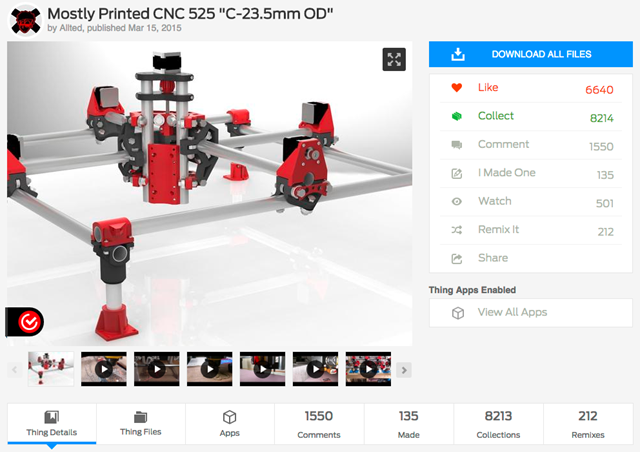 Mostly Printed CNC 525 "C-23.5mm OD"
by Allted, published Mar 15, 2015
DOWNLOAD ALL FILES
Like 6640
Collect 8214
Comment 1550
I Made One 135
Watch 501
Remix It 212
Share
Thing Apps Enabled
View All Apps
Thing Details
Thing Files
Apps
1550
Comments
135
Made
8213
Collections
212
Remixes